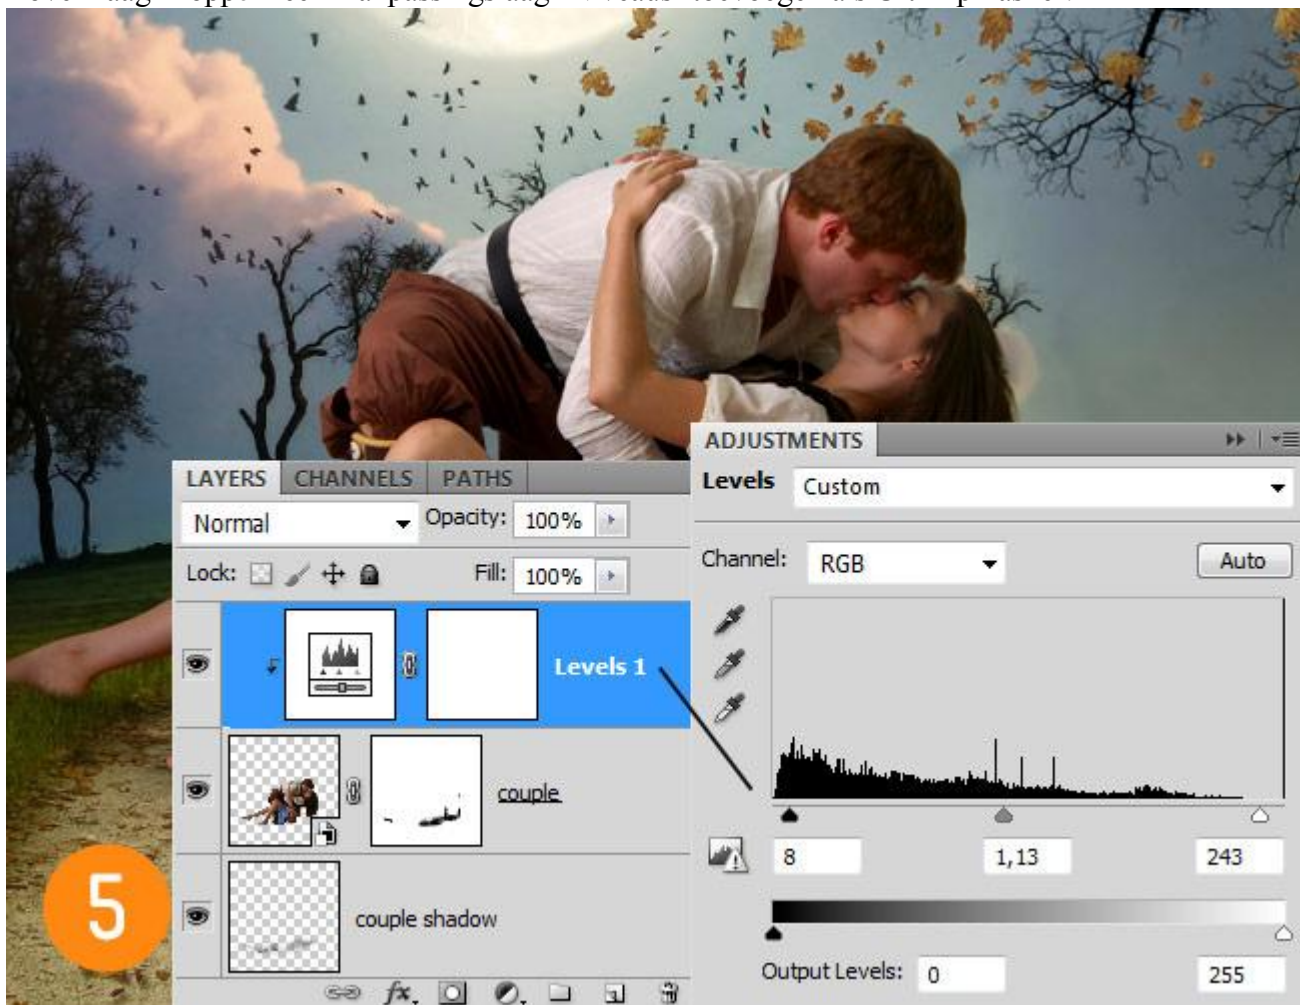 ADJUSTMENTS
Levels Custom
Channel: RGB Auto
8 1,13 243
Output Levels: 0 255
LAYERS CHANNELS PATHS
Normal Opacity: 100%
Lock: Fill: 100%
Levels 1
couple
couple shadow
fx.
5